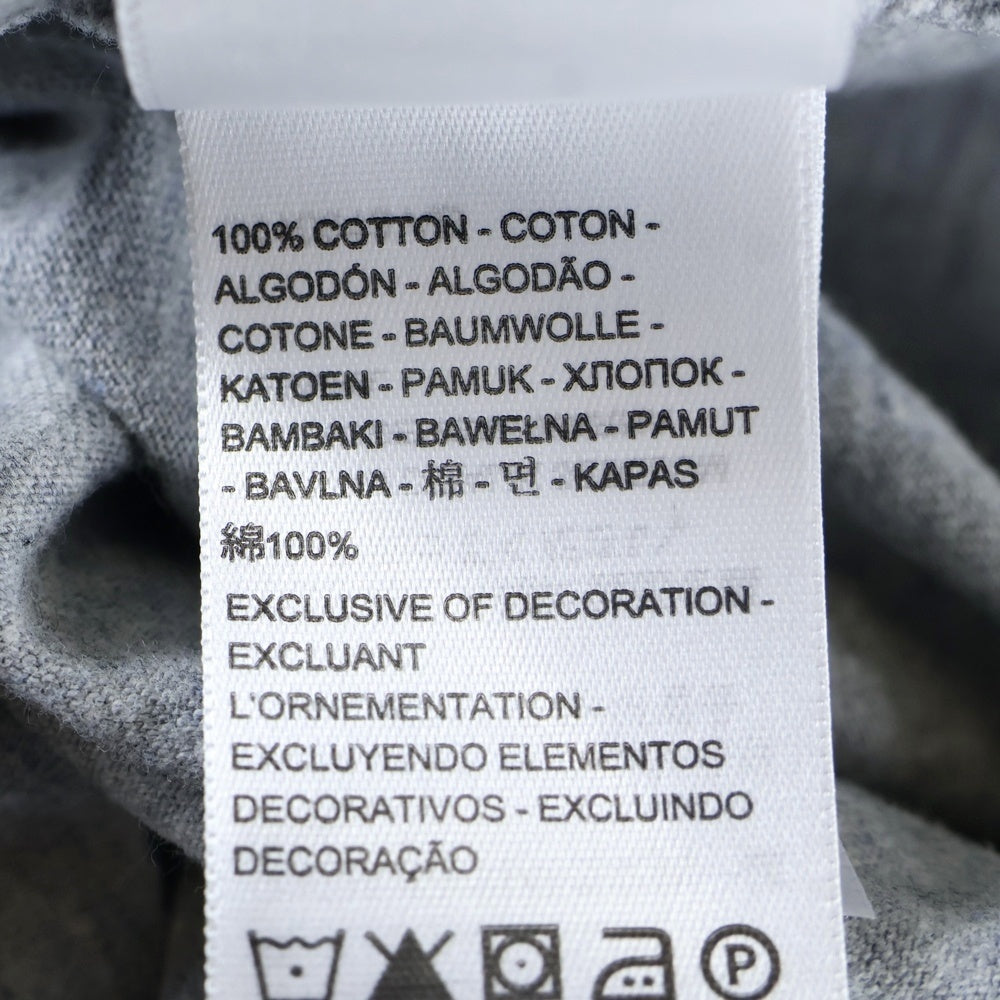 100% COTTON - COTON -
ALGODÓN - ALGODÃO -
COTONE - BAUMWOLLE -
KATOEN - PAMUK - ХЛОПОК -
BAMBAKI - BAWEŁNA - PAMUT
- BAVLNA - 棉 - 면 - KAPAS
綿100%
EXCLUSIVE OF DECORATION -
EXCLUANT
L'ORNEMENTATION -
EXCLUYENDO ELEMENTOS
DECORATIVOS - EXCLUINDO
DECORAÇÃO
P